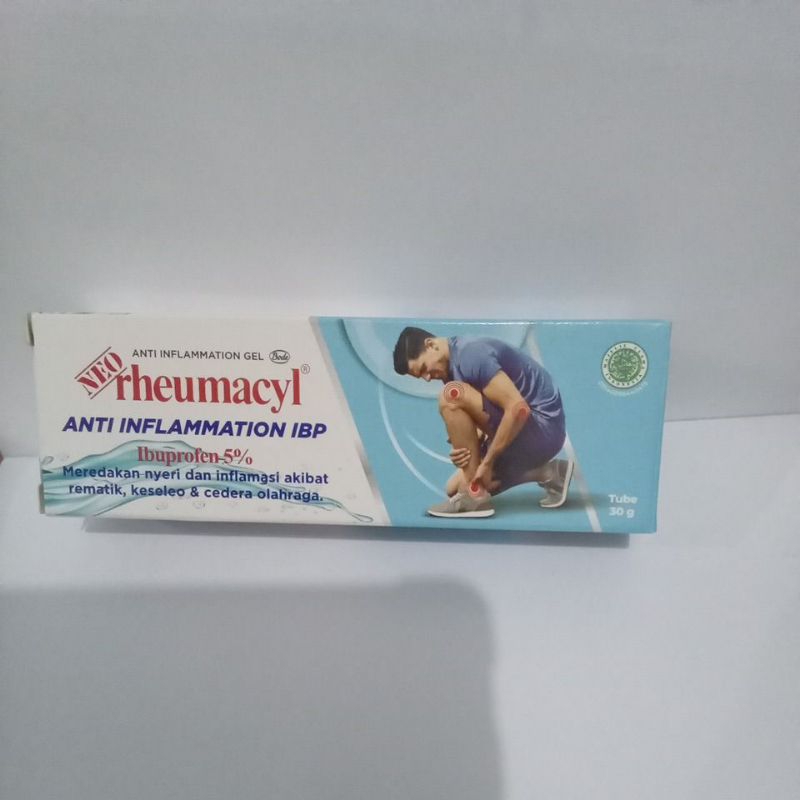 ANTI INFLAMMATION GEL Bode
NEO rheumacyl®
ANTI INFLAMMATION IBP
Ibuprofen 5%
Meredakan nyeri dan inflamasi akibat
rematik, keseleo & cedera olahraga.
Tube
30 g